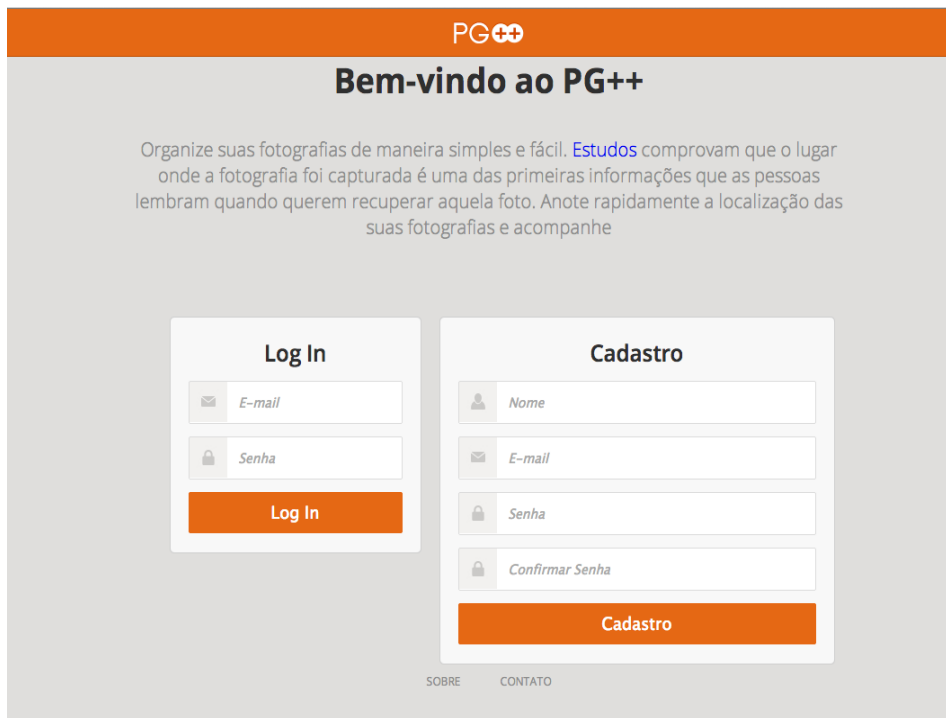 PG++
Bem-vindo ao PG++
Organize suas fotografias de maneira simples e fácil. Estudos comprovam que o lugar
onde a fotografia foi capturada é uma das primeiras informações que as pessoas
lembram quando querem recuperar aquela foto. Anote rapidamente a localização das
suas fotografias e acompanhe
Log In
E-mail
Senha
Log In
Cadastro
Nome
E-mail
Senha
Confirmar Senha
Cadastro
SOBRE CONTATO